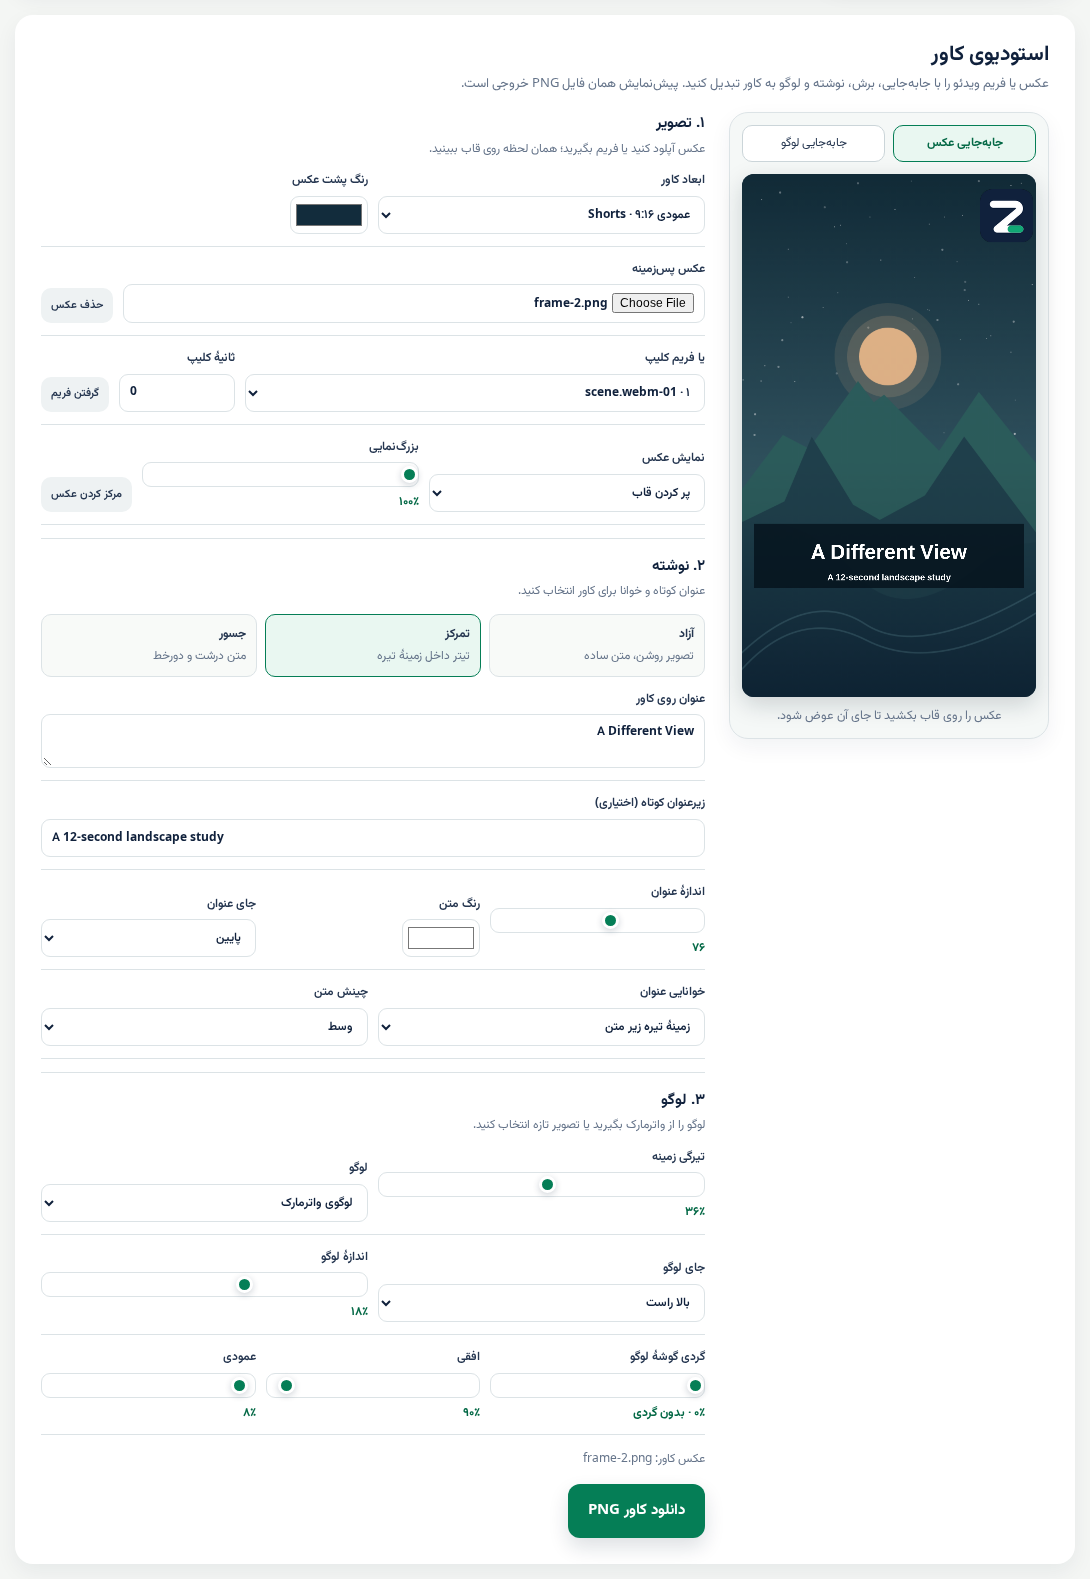 استودیوی کاور
عکس یا فریم ویدئو را با جابه‌جایی، برش، نوشته و لوگو به کاور تبدیل کنید. پیش‌نمایش همان فایل PNG خروجی است.
جابه‌جایی عکس
جابه‌جایی لوگو
Z
A Different View
A 12-second landscape study
عکس را روی قاب بکشید تا جای آن عوض شود.
۱. تصویر
عکس آپلود کنید یا فریم بگیرید؛ همان لحظه روی قاب ببینید.
ابعاد کاور
رنگ پشت عکس
عمودی ۹:۱۶ · Shorts
عکس پس‌زمینه
Choose File frame-2.png
حذف عکس
یا فریم کلیپ
ثانیهٔ کلیپ
۱ · scene.webm-01
0
گرفتن فریم
نمایش عکس
بزرگ‌نمایی
پر کردن قاب
۱۰۰٪
مرکز کردن عکس
۲. نوشته
عنوان کوتاه و خوانا برای کاور انتخاب کنید.
آزاد
تصویر روشن، متن ساده
تمرکز
تیتر داخل زمینهٔ تیره
جسور
متن درشت و دورخط
عنوان روی کاور
A Different View
زیرعنوان کوتاه (اختیاری)
A 12-second landscape study
اندازهٔ عنوان
رنگ متن
جای عنوان
۷۶
پایین
خوانایی عنوان
چینش متن
زمینهٔ تیره زیر متن
وسط
۳. لوگو
لوگو را از واترمارک بگیرید یا تصویر تازه انتخاب کنید.
تیرگی زمینه
لوگو
۳۶٪
لوگوی واترمارک
جای لوگو
اندازهٔ لوگو
بالا راست
۱۸٪
گردی گوشهٔ لوگو
افقی
عمودی
۰٪ · بدون گردی
۹۰٪
۸٪
عکس کاور: frame-2.png
دانلود کاور PNG